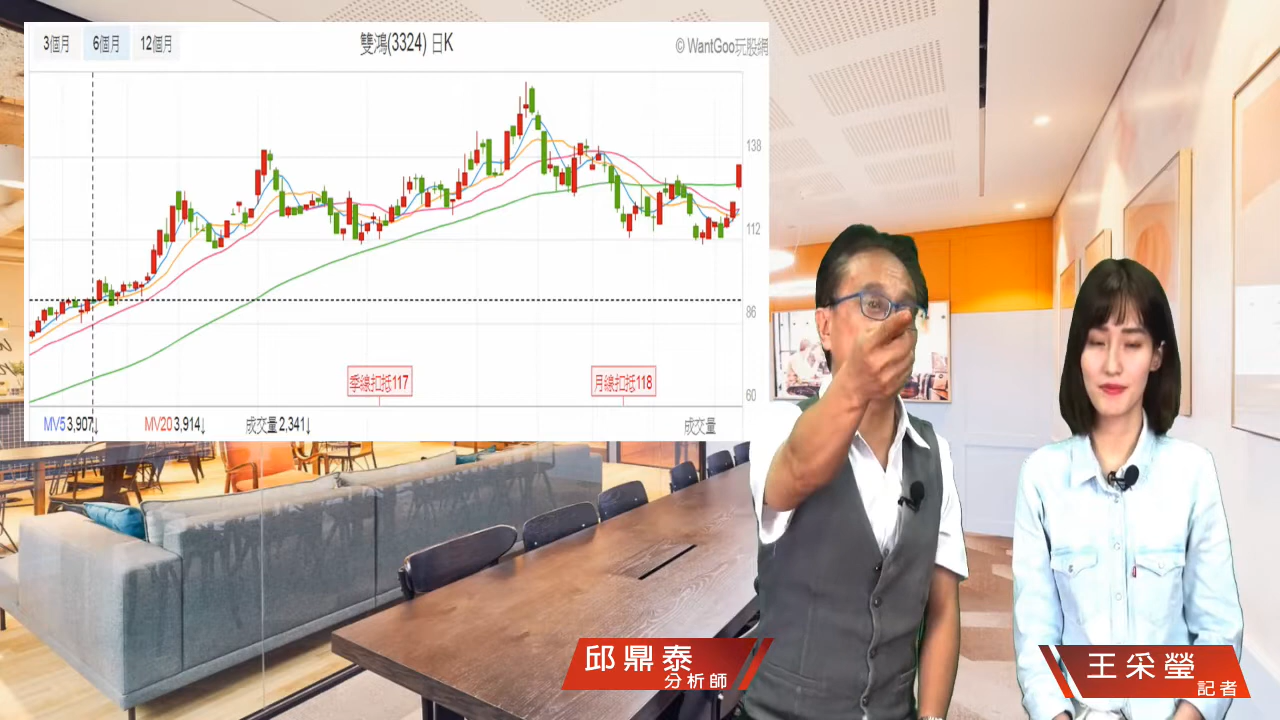 3個月 6個月 12個月
雙鴻(3324) 日K
© WantGoo玩股網
138
112
86
60
季線扣抵117
月線扣抵118
MV5 3,907↓ MV20 3,914↓ 成交量 2,341↓
成交量
邱鼎泰
分析師
王采瑩
記者